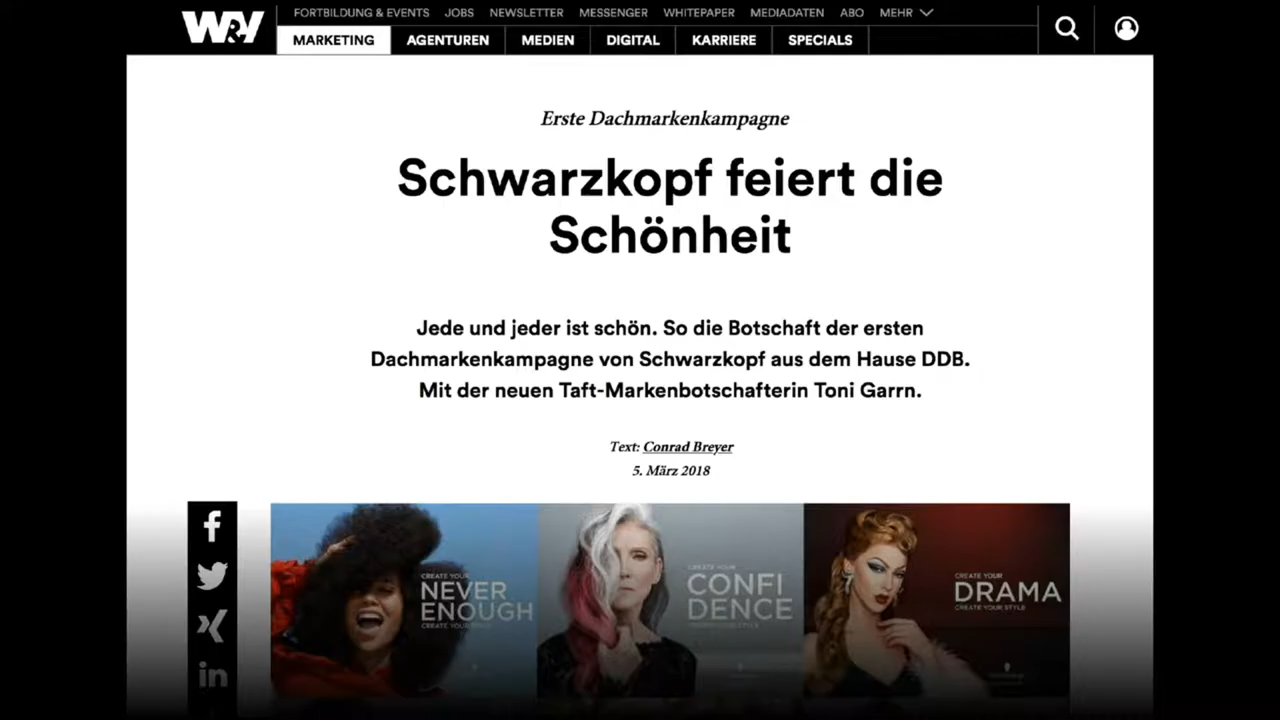 W&V
FORTBILDUNG & EVENTS JOBS NEWSLETTER MESSENGER WHITEPAPER MEDIADATEN ABO MEHR
MARKETING AGENTUREN MEDIEN DIGITAL KARRIERE SPECIALS
Erste Dachmarkenkampagne
Schwarzkopf feiert die
Schönheit
Jede und jeder ist schön. So die Botschaft der ersten
Dachmarkenkampagne von Schwarzkopf aus dem Hause DDB.
Mit der neuen Taft-Markenbotschafterin Toni Garrn.
Text: Conrad Breyer
5. März 2018
CREATE YOUR
NEVER
ENOUGH
CREATE YOUR STYLE
CREATE YOUR
CONFI
DENCE
CREATE YOUR
DRAMA
CREATE YOUR STYLE